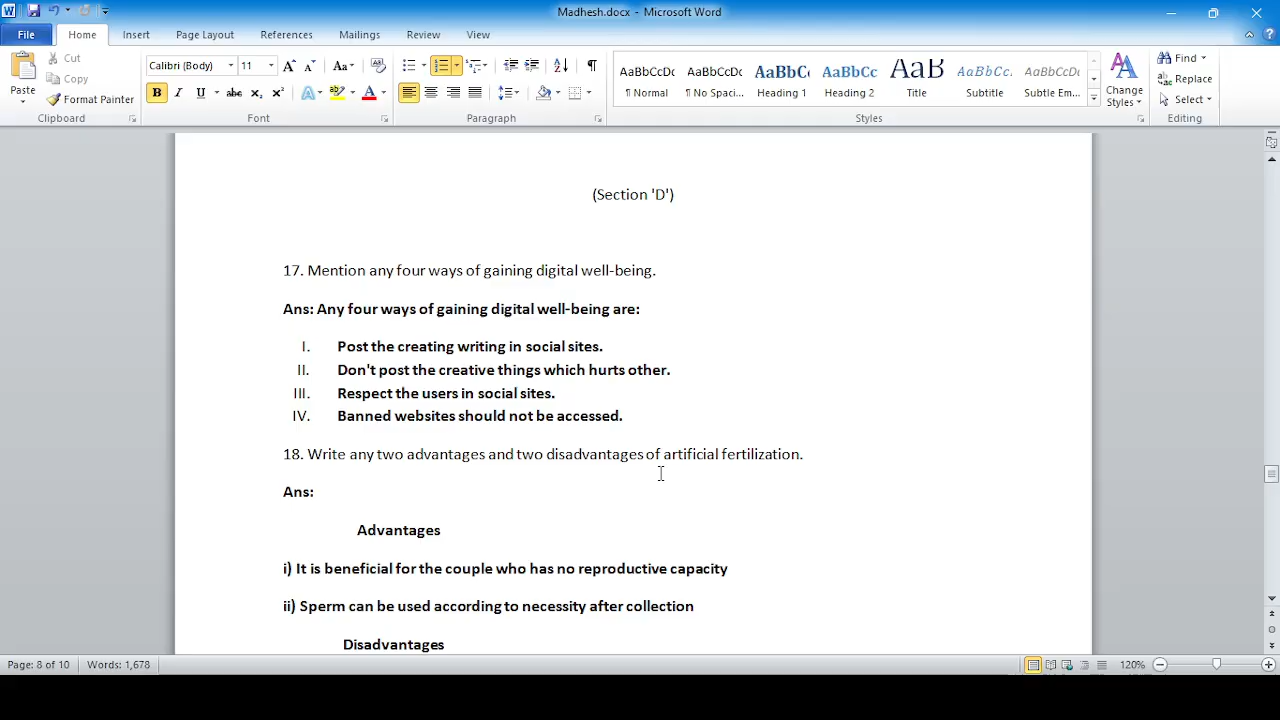 Madhesh.docx - Microsoft Word
File Home Insert Page Layout References Mailings Review View
Paste
Cut
Copy
Format Painter
Clipboard
Calibri (Body) 11
B I U abe x₂ x² A A
Font
Paragraph
AaBbCcDc AaBbCcDc AaBbC AaBbCc AaB AaBbCc. AaBbCcDc
¶ Normal ¶ No Spaci... Heading 1 Heading 2 Title Subtitle Subtle Em...
Change Styles
Styles
Find
Replace
Select
Editing
(Section 'D')
17. Mention any four ways of gaining digital well-being.
Ans: Any four ways of gaining digital well-being are:
I. Post the creating writing in social sites.
II. Don't post the creative things which hurts other.
III. Respect the users in social sites.
IV. Banned websites should not be accessed.
18. Write any two advantages and two disadvantages of artificial fertilization.
Ans:
Advantages
i) It is beneficial for the couple who has no reproductive capacity
ii) Sperm can be used according to necessity after collection
Disadvantages
Page: 8 of 10 Words: 1,678 120%